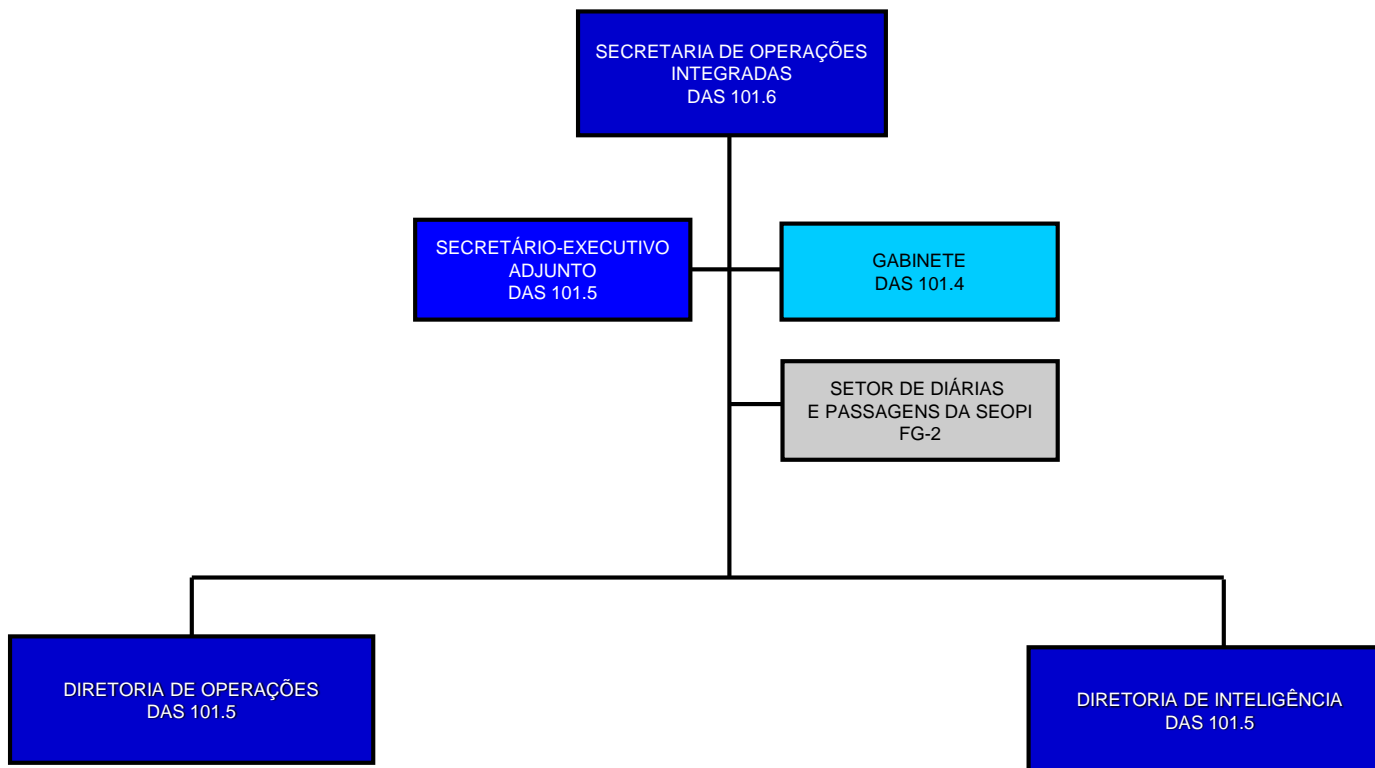 SECRETARIA DE OPERAÇÕES
INTEGRADAS
DAS 101.6
SECRETÁRIO-EXECUTIVO
ADJUNTO
DAS 101.5
GABINETE
DAS 101.4
SETOR DE DIÁRIAS
E PASSAGENS DA SEOPI
FG-2
DIRETORIA DE OPERAÇÕES
DAS 101.5
DIRETORIA DE INTELIGÊNCIA
DAS 101.5